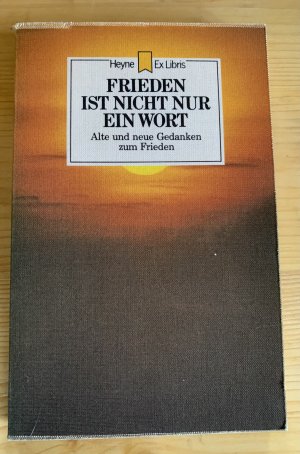 Heyne Ex Libris
FRIEDEN
IST NICHT NUR
EIN WORT
Alte und neue Gedanken
zum Frieden